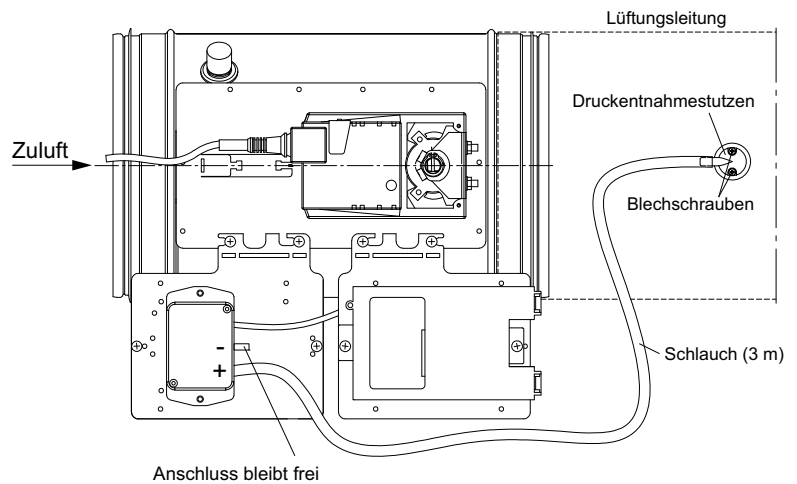 Lüftungsleitung
Druckentnahmestutzen
Zuluft
Blechschrauben
-
+
Schlauch (3 m)
Anschluss bleibt frei